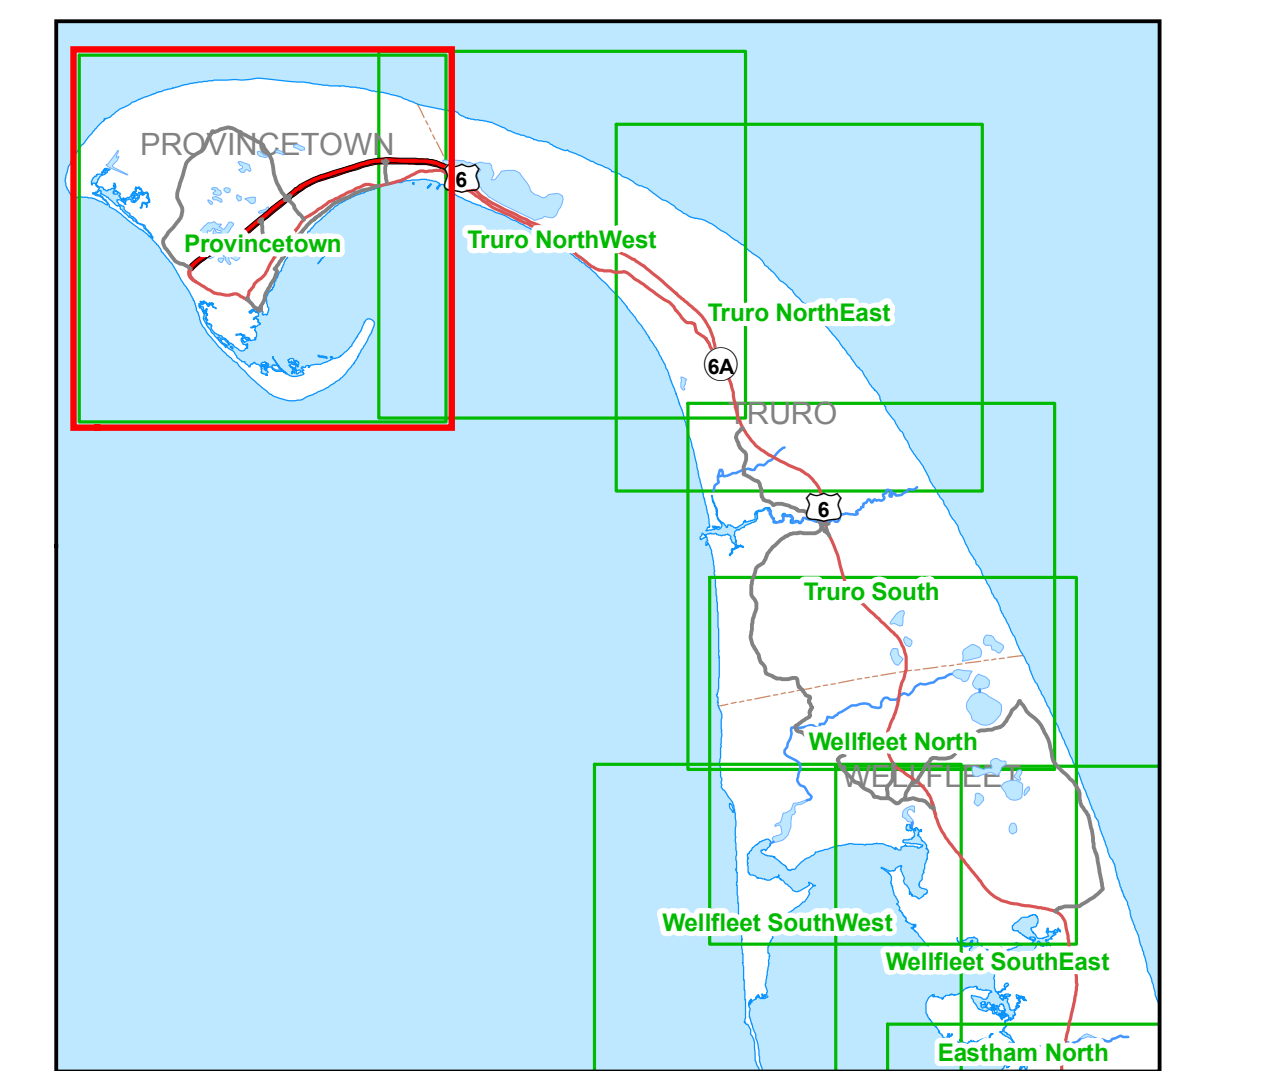 PROVINCETOWN
6
Provincetown
Truro NorthWest
Truro NorthEast
6A
TRURO
6
Truro South
Wellfleet North
WELLFLEET
Wellfleet SouthWest
Wellfleet SouthEast
Eastham North